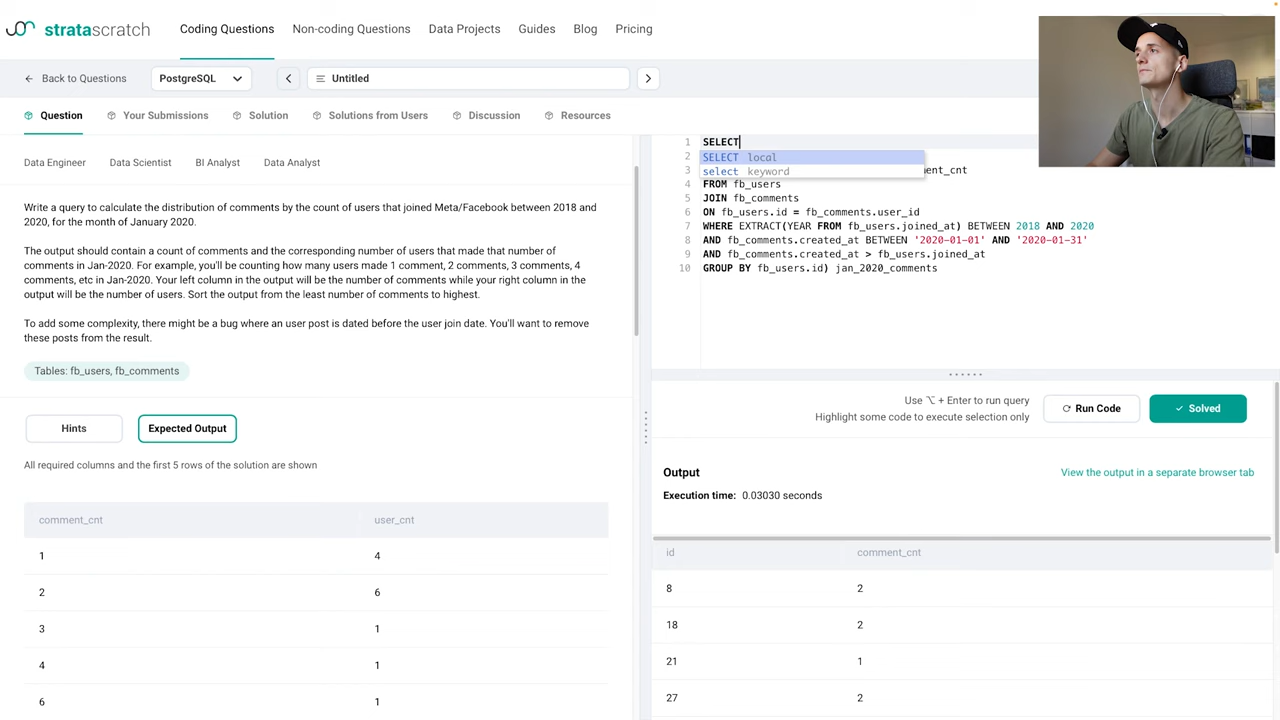 stratascratch
Coding Questions
Non-coding Questions
Data Projects
Guides
Blog
Pricing
Back to Questions
PostgreSQL
Untitled
Question
Your Submissions
Solution
Solutions from Users
Discussion
Resources
Data Engineer
Data Scientist
BI Analyst
Data Analyst
Write a query to calculate the distribution of comments by the count of users that joined Meta/Facebook between 2018 and
2020, for the month of January 2020.
The output should contain a count of comments and the corresponding number of users that made that number of
comments in Jan-2020. For example, you'll be counting how many users made 1 comment, 2 comments, 3 comments, 4
comments, etc in Jan-2020. Your left column in the output will be the number of comments while your right column in the
output will be the number of users. Sort the output from the least number of comments to highest.
To add some complexity, there might be a bug where an user post is dated before the user join date. You'll want to remove
these posts from the result.
Tables: fb_users, fb_comments
Hints
Expected Output
All required columns and the first 5 rows of the solution are shown
comment_cnt user_cnt
1 4
2 6
3 1
4 1
6 1
1 SELECT
2 SELECT local
select keyword
3 ent_cnt
4 FROM fb_users
5 JOIN fb_comments
6 ON fb_users.id = fb_comments.user_id
7 WHERE EXTRACT(YEAR FROM fb_users.joined_at) BETWEEN 2018 AND 2020
8 AND fb_comments.created_at BETWEEN '2020-01-01' AND '2020-01-31'
9 AND fb_comments.created_at > fb_users.joined_at
10 GROUP BY fb_users.id) jan_2020_comments
Use ⌥ + Enter to run query
Highlight some code to execute selection only
Run Code
Solved
Output
View the output in a separate browser tab
Execution time: 0.03030 seconds
id comment_cnt
8 2
18 2
21 1
27 2